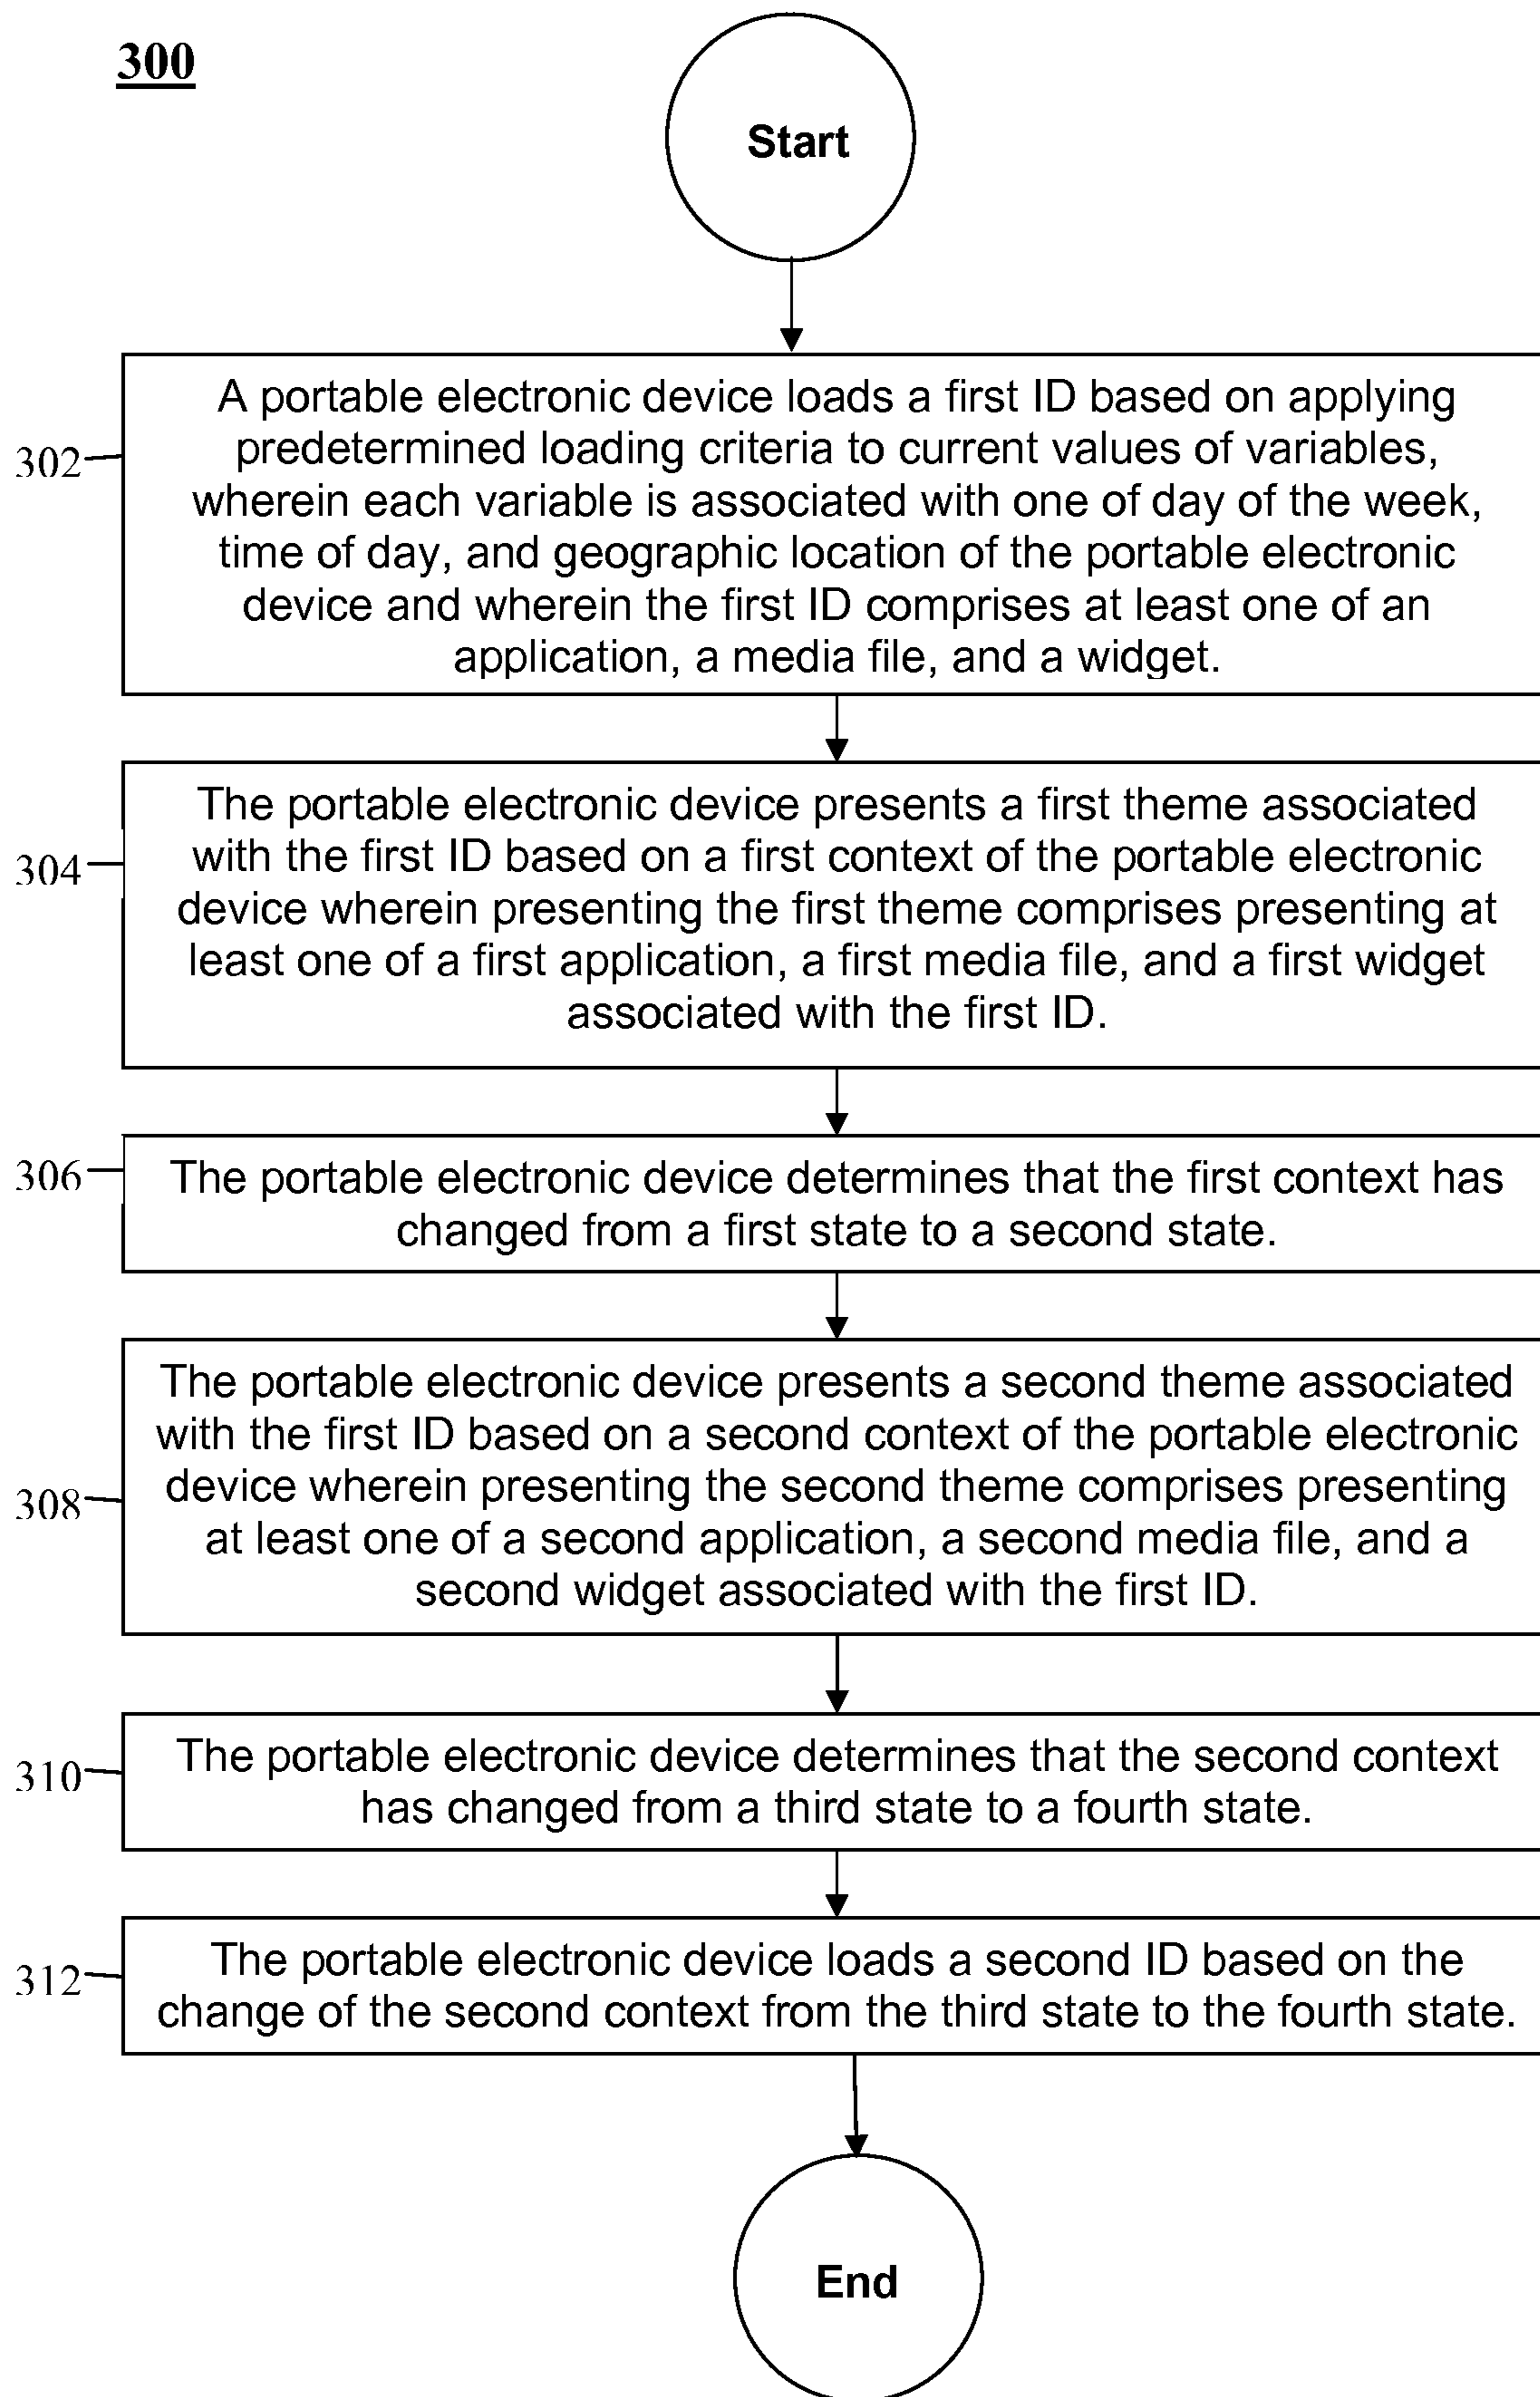 300
Start
302
A portable electronic device loads a first ID based on applying
predetermined loading criteria to current values of variables,
wherein each variable is associated with one of day of the week,
time of day, and geographic location of the portable electronic
device and wherein the first ID comprises at least one of an
application, a media file, and a widget.
304
The portable electronic device presents a first theme associated
with the first ID based on a first context of the portable electronic
device wherein presenting the first theme comprises presenting at
least one of a first application, a first media file, and a first widget
associated with the first ID.
306
The portable electronic device determines that the first context has
changed from a first state to a second state.
308
The portable electronic device presents a second theme associated
with the first ID based on a second context of the portable electronic
device wherein presenting the second theme comprises presenting
at least one of a second application, a second media file, and a
second widget associated with the first ID.
310
The portable electronic device determines that the second context
has changed from a third state to a fourth state.
312
The portable electronic device loads a second ID based on the
change of the second context from the third state to the fourth state.
End